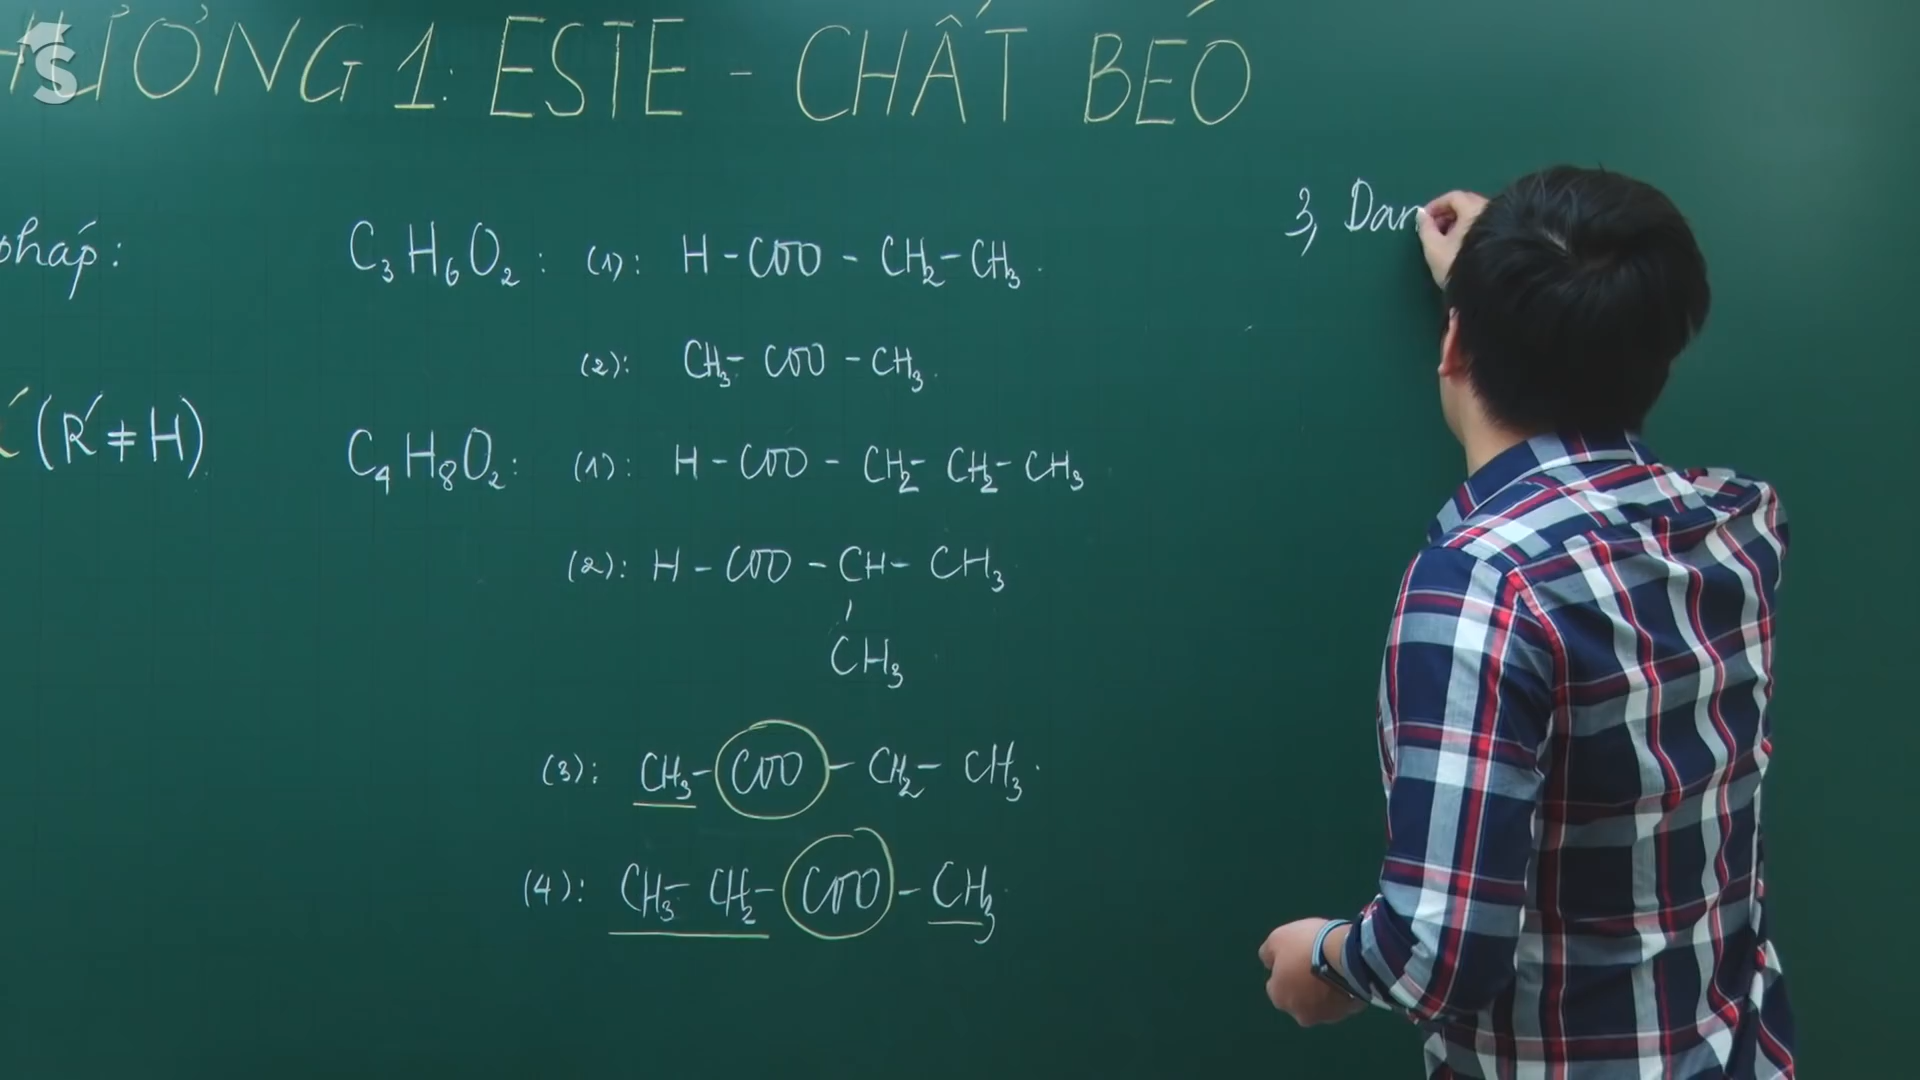 HƯƠNG 1: ESTE - CHẤT BÉO
pháp:
(R' ≠ H)
C₃H₆O₂: (1): H-COO-CH₂-CH₃.
(2): CH₃-COO-CH₃.
C₄H₈O₂: (1): H-COO-CH₂-CH₂-CH₃
(2): H-COO-CH-CH₃
CH₃
(3): CH₃-COO-CH₂-CH₃.
(4): CH₃-CH₂-COO-CH₃
3, Dan
S